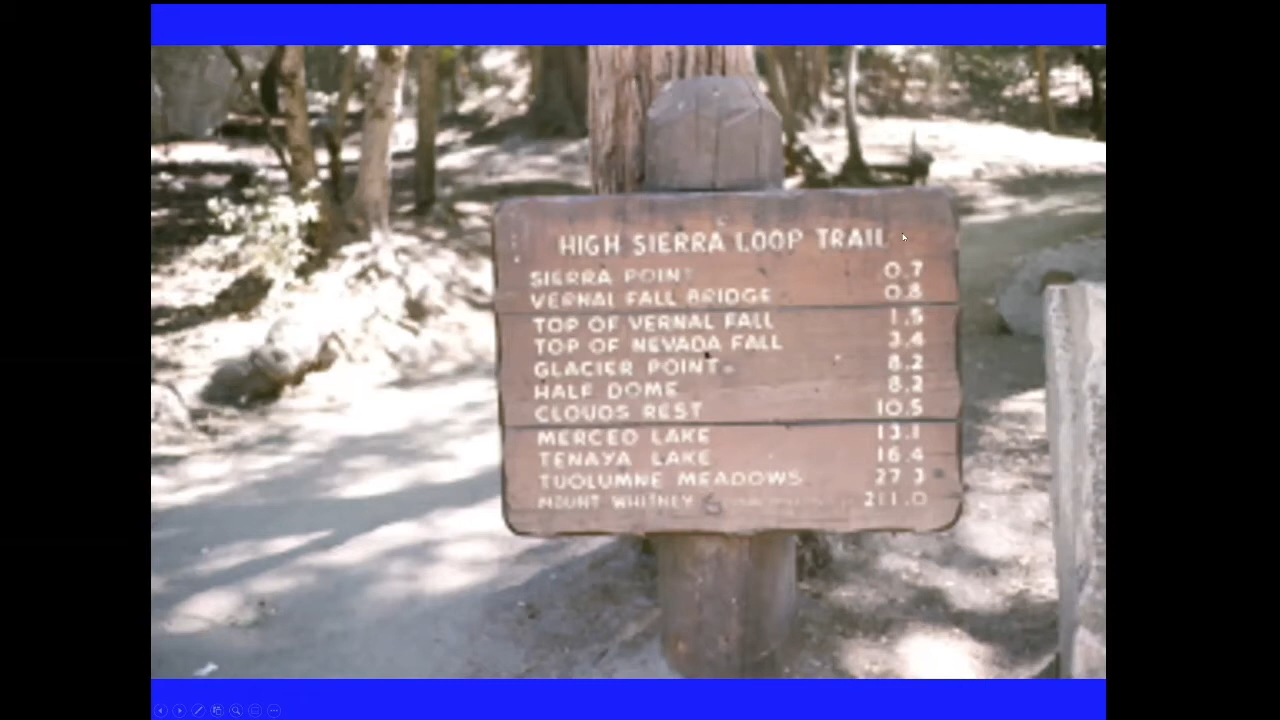 HIGH SIERRA LOOP TRAIL
SIERRA POINT 0.7
VERNAL FALL BRIDGE 0.8
TOP OF VERNAL FALL 1.5
TOP OF NEVADA FALL 3.4
GLACIER POINT 8.2
HALF DOME 8.2
CLOUDS REST 10.5
MERCED LAKE 13.1
TENAYA LAKE 16.4
TUOLUMNE MEADOWS 27.3
MOUNT WHITNEY 211.0